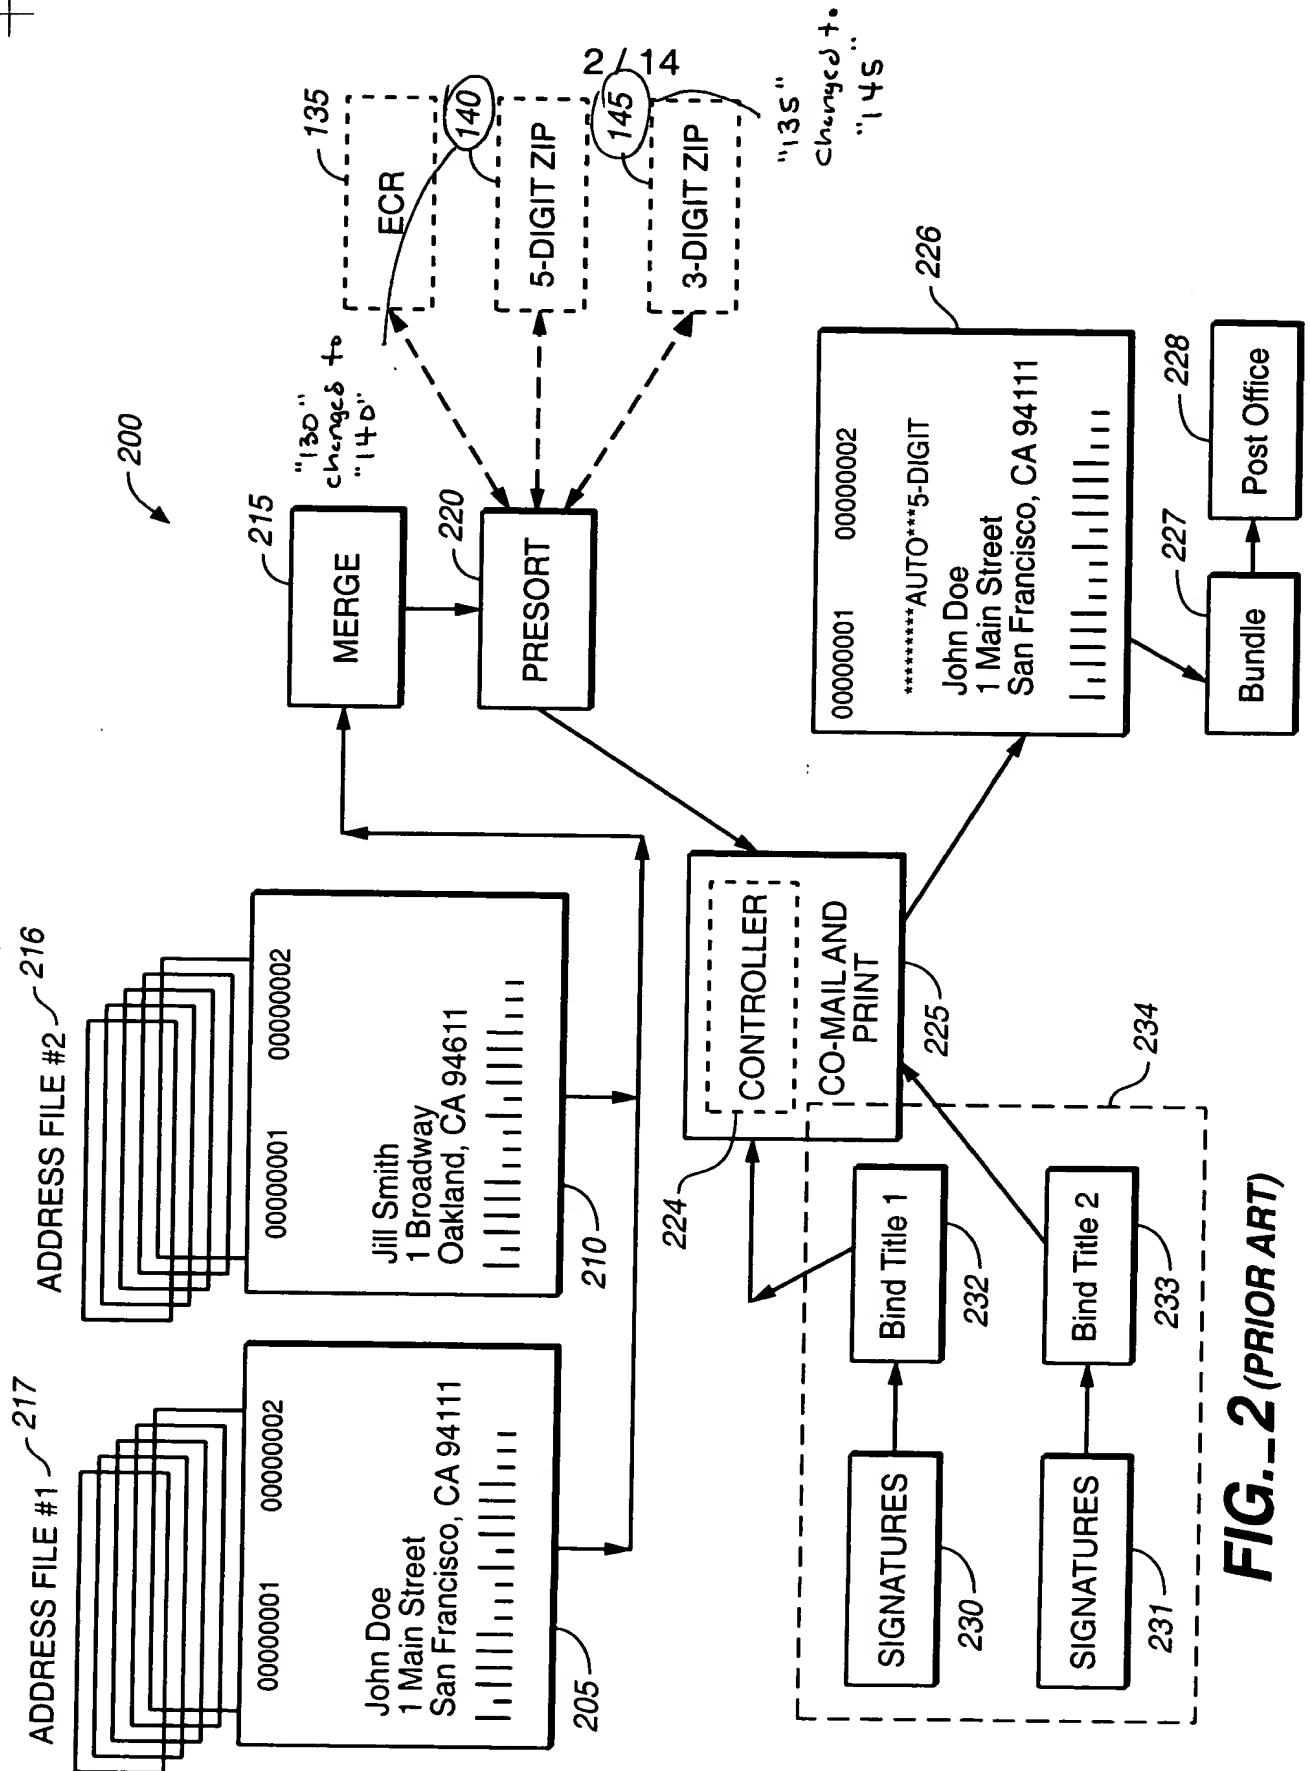 2/14
200
ADDRESS FILE #1
217
ADDRESS FILE #2
216
00000001 00000002
John Doe
1 Main Street
San Francisco, CA 94111
205
00000001 00000002
Jill Smith
1 Broadway
Oakland, CA 94611
210
MERGE
215
"130"
changed to
"140"
PRESORT
220
ECR
135
5-DIGIT ZIP
140
3-DIGIT ZIP
145
"135"
changed to
"145"
CONTROLLER
224
CO-MAIL AND
PRINT
225
00000001 00000002
*********AUTO***5-DIGIT
John Doe
1 Main Street
San Francisco, CA 94111
226
Bundle
227
Post Office
228
SIGNATURES
230
Bind Title 1
232
SIGNATURES
231
Bind Title 2
233
234
FIG._2 (PRIOR ART)